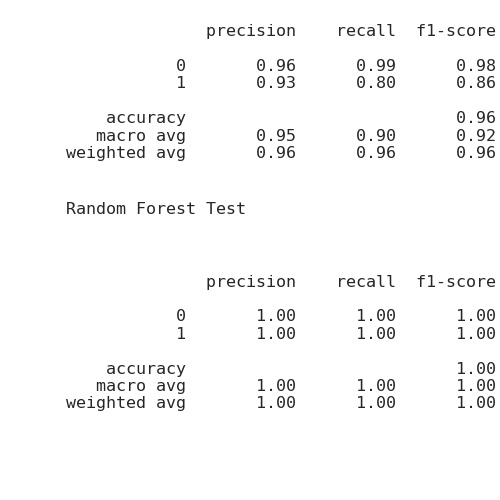 precision recall f1-score
0 0.96 0.99 0.98
1 0.93 0.80 0.86
accuracy 0.96
macro avg 0.95 0.90 0.92
weighted avg 0.96 0.96 0.96
Random Forest Test
precision recall f1-score
0 1.00 1.00 1.00
1 1.00 1.00 1.00
accuracy 1.00
macro avg 1.00 1.00 1.00
weighted avg 1.00 1.00 1.00